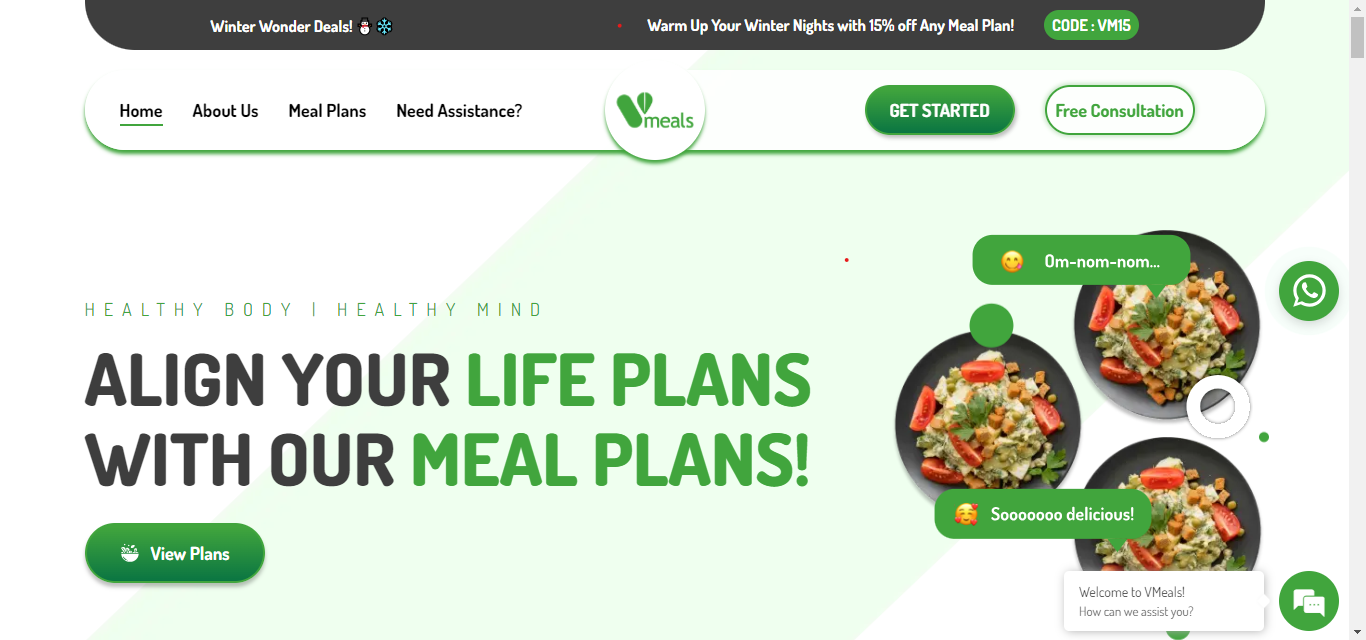 Winter Wonder Deals! ⛄❄️
Warm Up Your Winter Nights with 15% off Any Meal Plan!
CODE : VM15
Home
About Us
Meal Plans
Need Assistance?
Vmeals
GET STARTED
Free Consultation
😋 Om-nom-nom...
HEALTHY BODY | HEALTHY MIND
ALIGN YOUR LIFE PLANS
WITH OUR MEAL PLANS!
🥰 Sooooooo delicious!
View Plans
Welcome to VMeals!
How can we assist you?